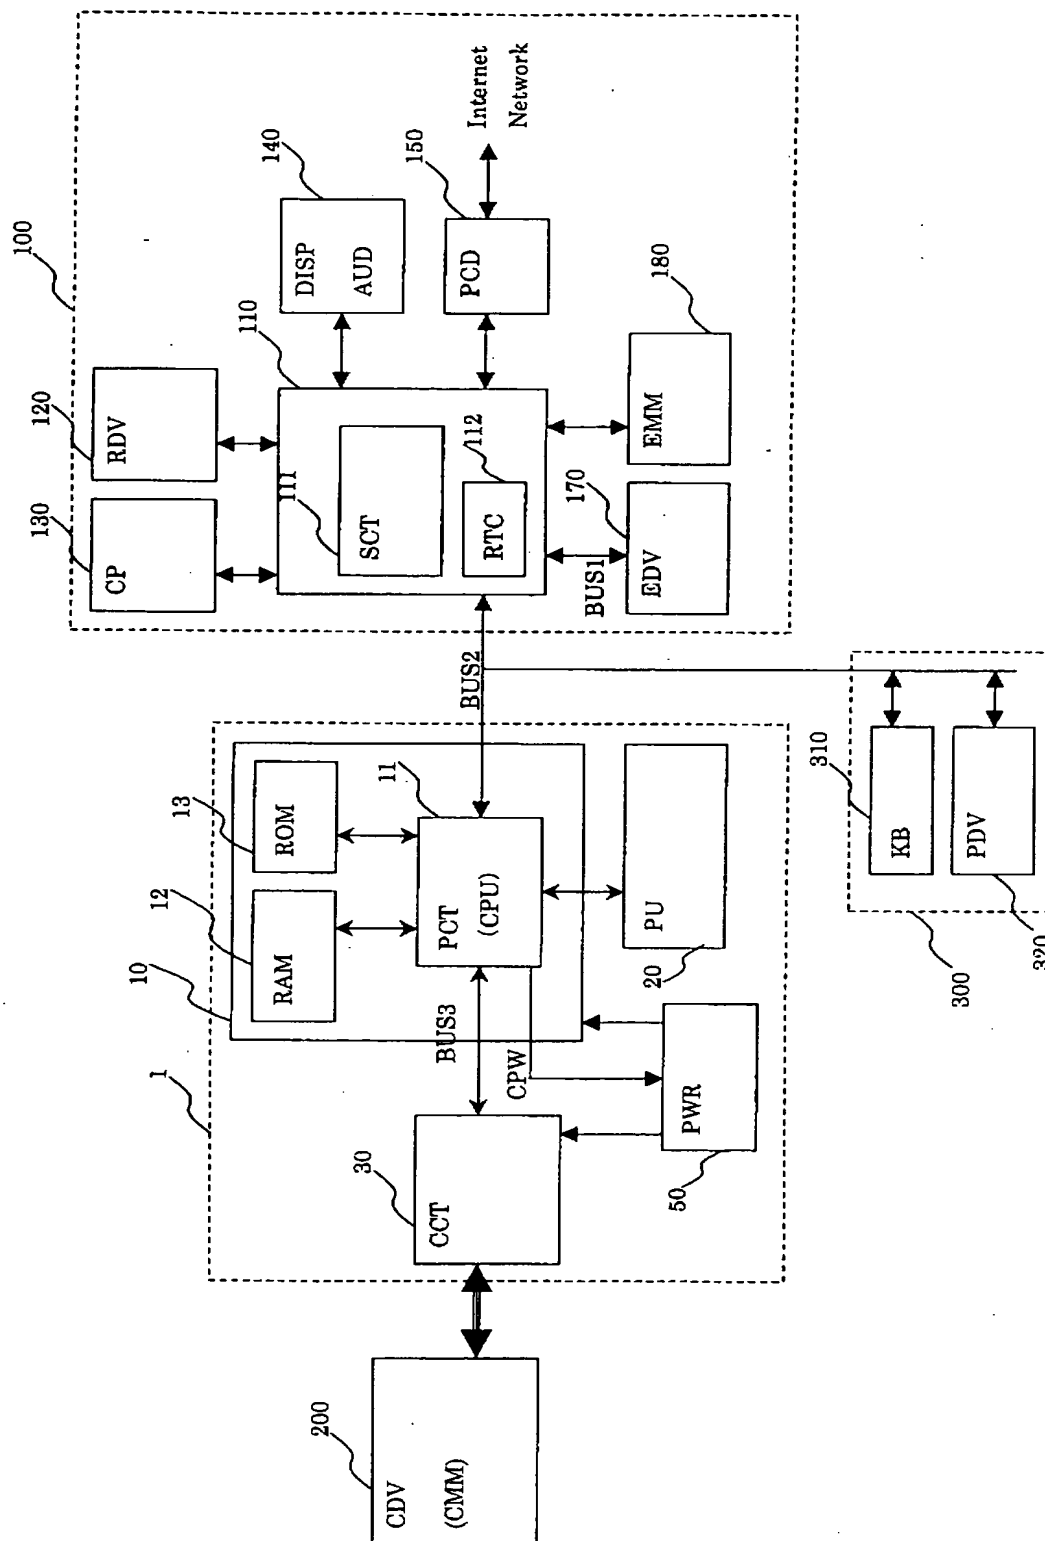 100
130
CP
120
RDV
110
111
SCT
112
RTC
140
DISP
AUD
150
PCD
Internet
Network
BUS1
170
EDV
180
EMM
BUS2
1
10
12
RAM
13
ROM
11
PCT
(CPU)
BUS3
CPW
30
CCT
20
PU
50
PWR
200
CDV
(CMM)
300
310
KB
320
PDV